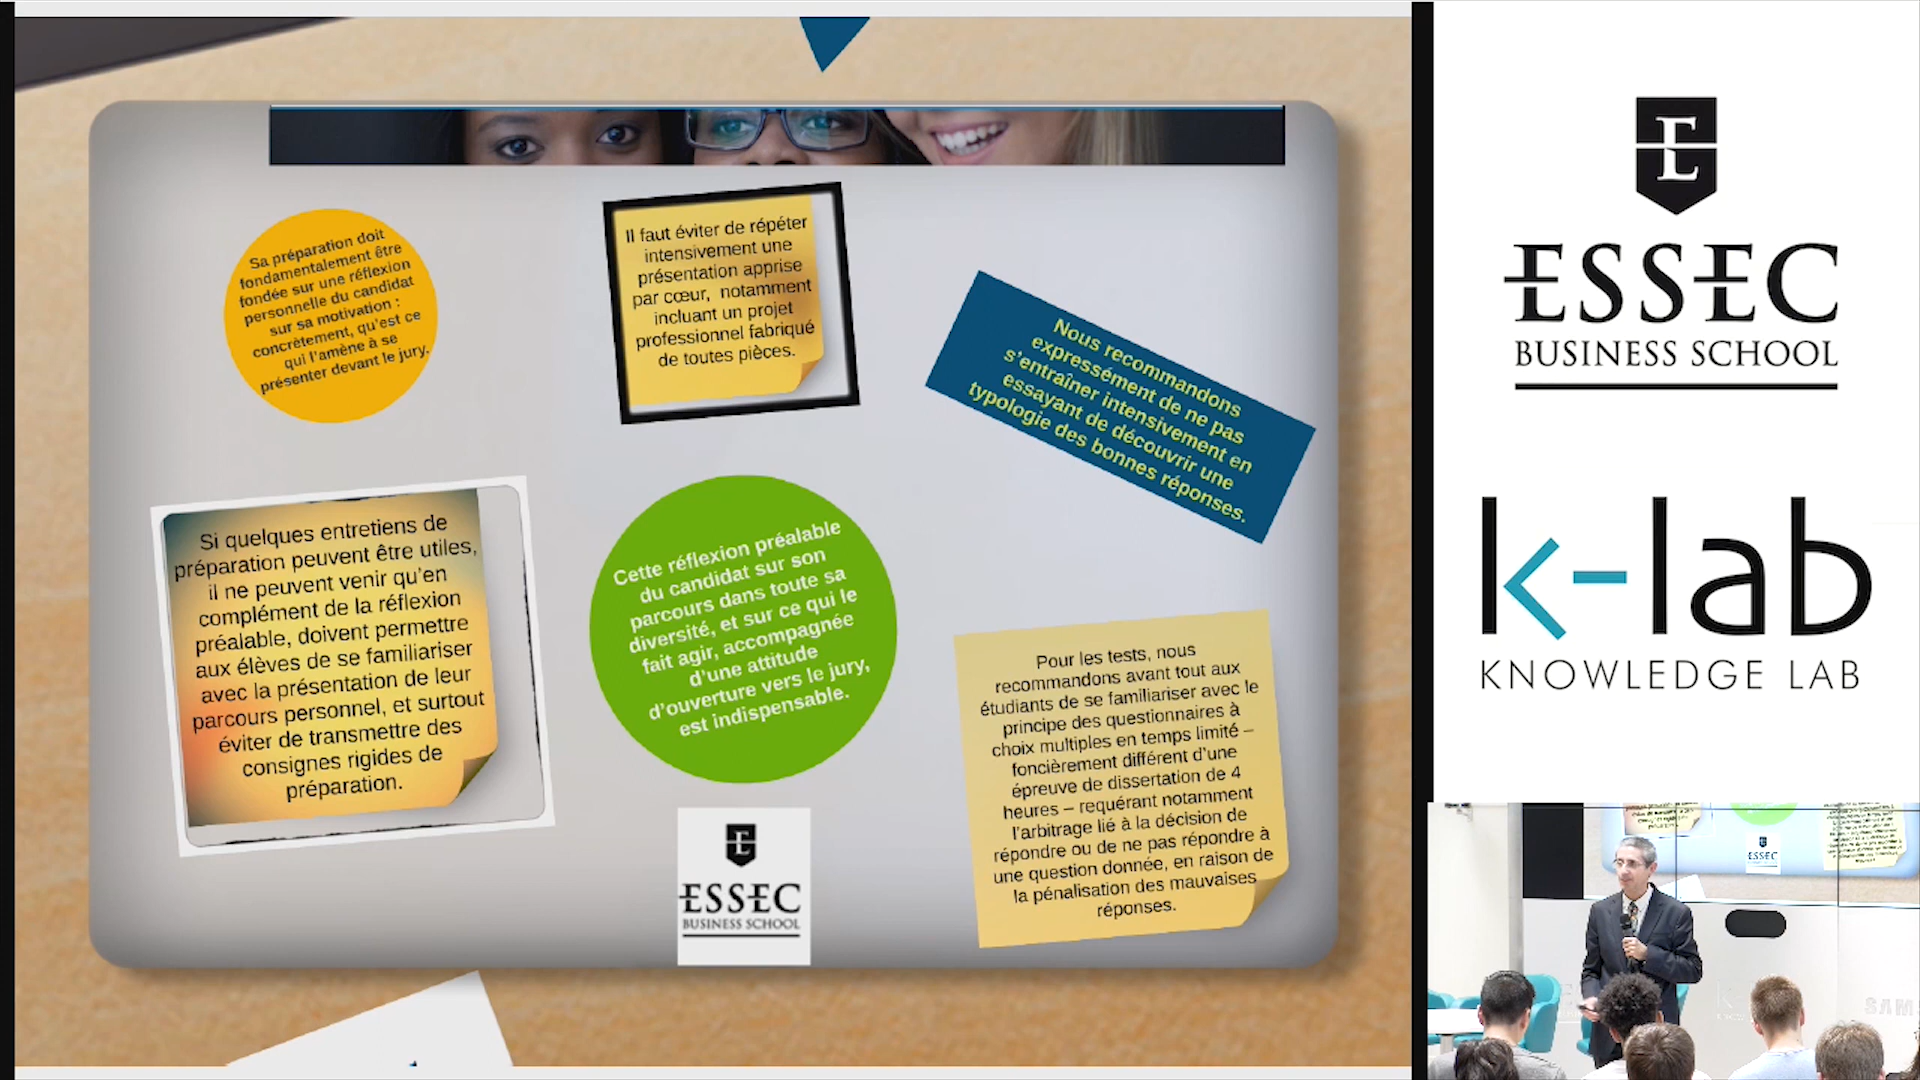 Sa préparation doit
fondamentalement être
fondée sur une réflexion
personnelle du candidat
sur sa motivation :
concrètement, qu'est ce
qui l'amène à se
présenter devant le jury.
Il faut éviter de répéter
intensivement une
présentation apprise
par cœur, notamment
incluant un projet
professionnel fabriqué
de toutes pièces.
Nous recommandons
expressément de ne pas
s'entraîner intensivement en
essayant de découvrir une
typologie des bonnes réponses.
Si quelques entretiens de
préparation peuvent être utiles,
il ne peuvent venir qu'en
complément de la réflexion
préalable, doivent permettre
aux élèves de se familiariser
avec la présentation de leur
parcours personnel, et surtout
éviter de transmettre des
consignes rigides de
préparation.
Cette réflexion préalable
du candidat sur son
parcours dans toute sa
diversité, et sur ce qui le
fait agir, accompagnée
d'une attitude
d'ouverture vers le jury,
est indispensable.
Pour les tests, nous
recommandons avant tout aux
étudiants de se familiariser avec le
principe des questionnaires à
choix multiples en temps limité –
foncièrement différent d'une
épreuve de dissertation de 4
heures – requérant notamment
l'arbitrage lié à la décision de
répondre ou de ne pas répondre à
une question donnée, en raison de
la pénalisation des mauvaises
réponses.
ESSEC
BUSINESS SCHOOL
ESSEC
BUSINESS SCHOOL
k-lab
KNOWLEDGE LAB
ESSEC
SAM